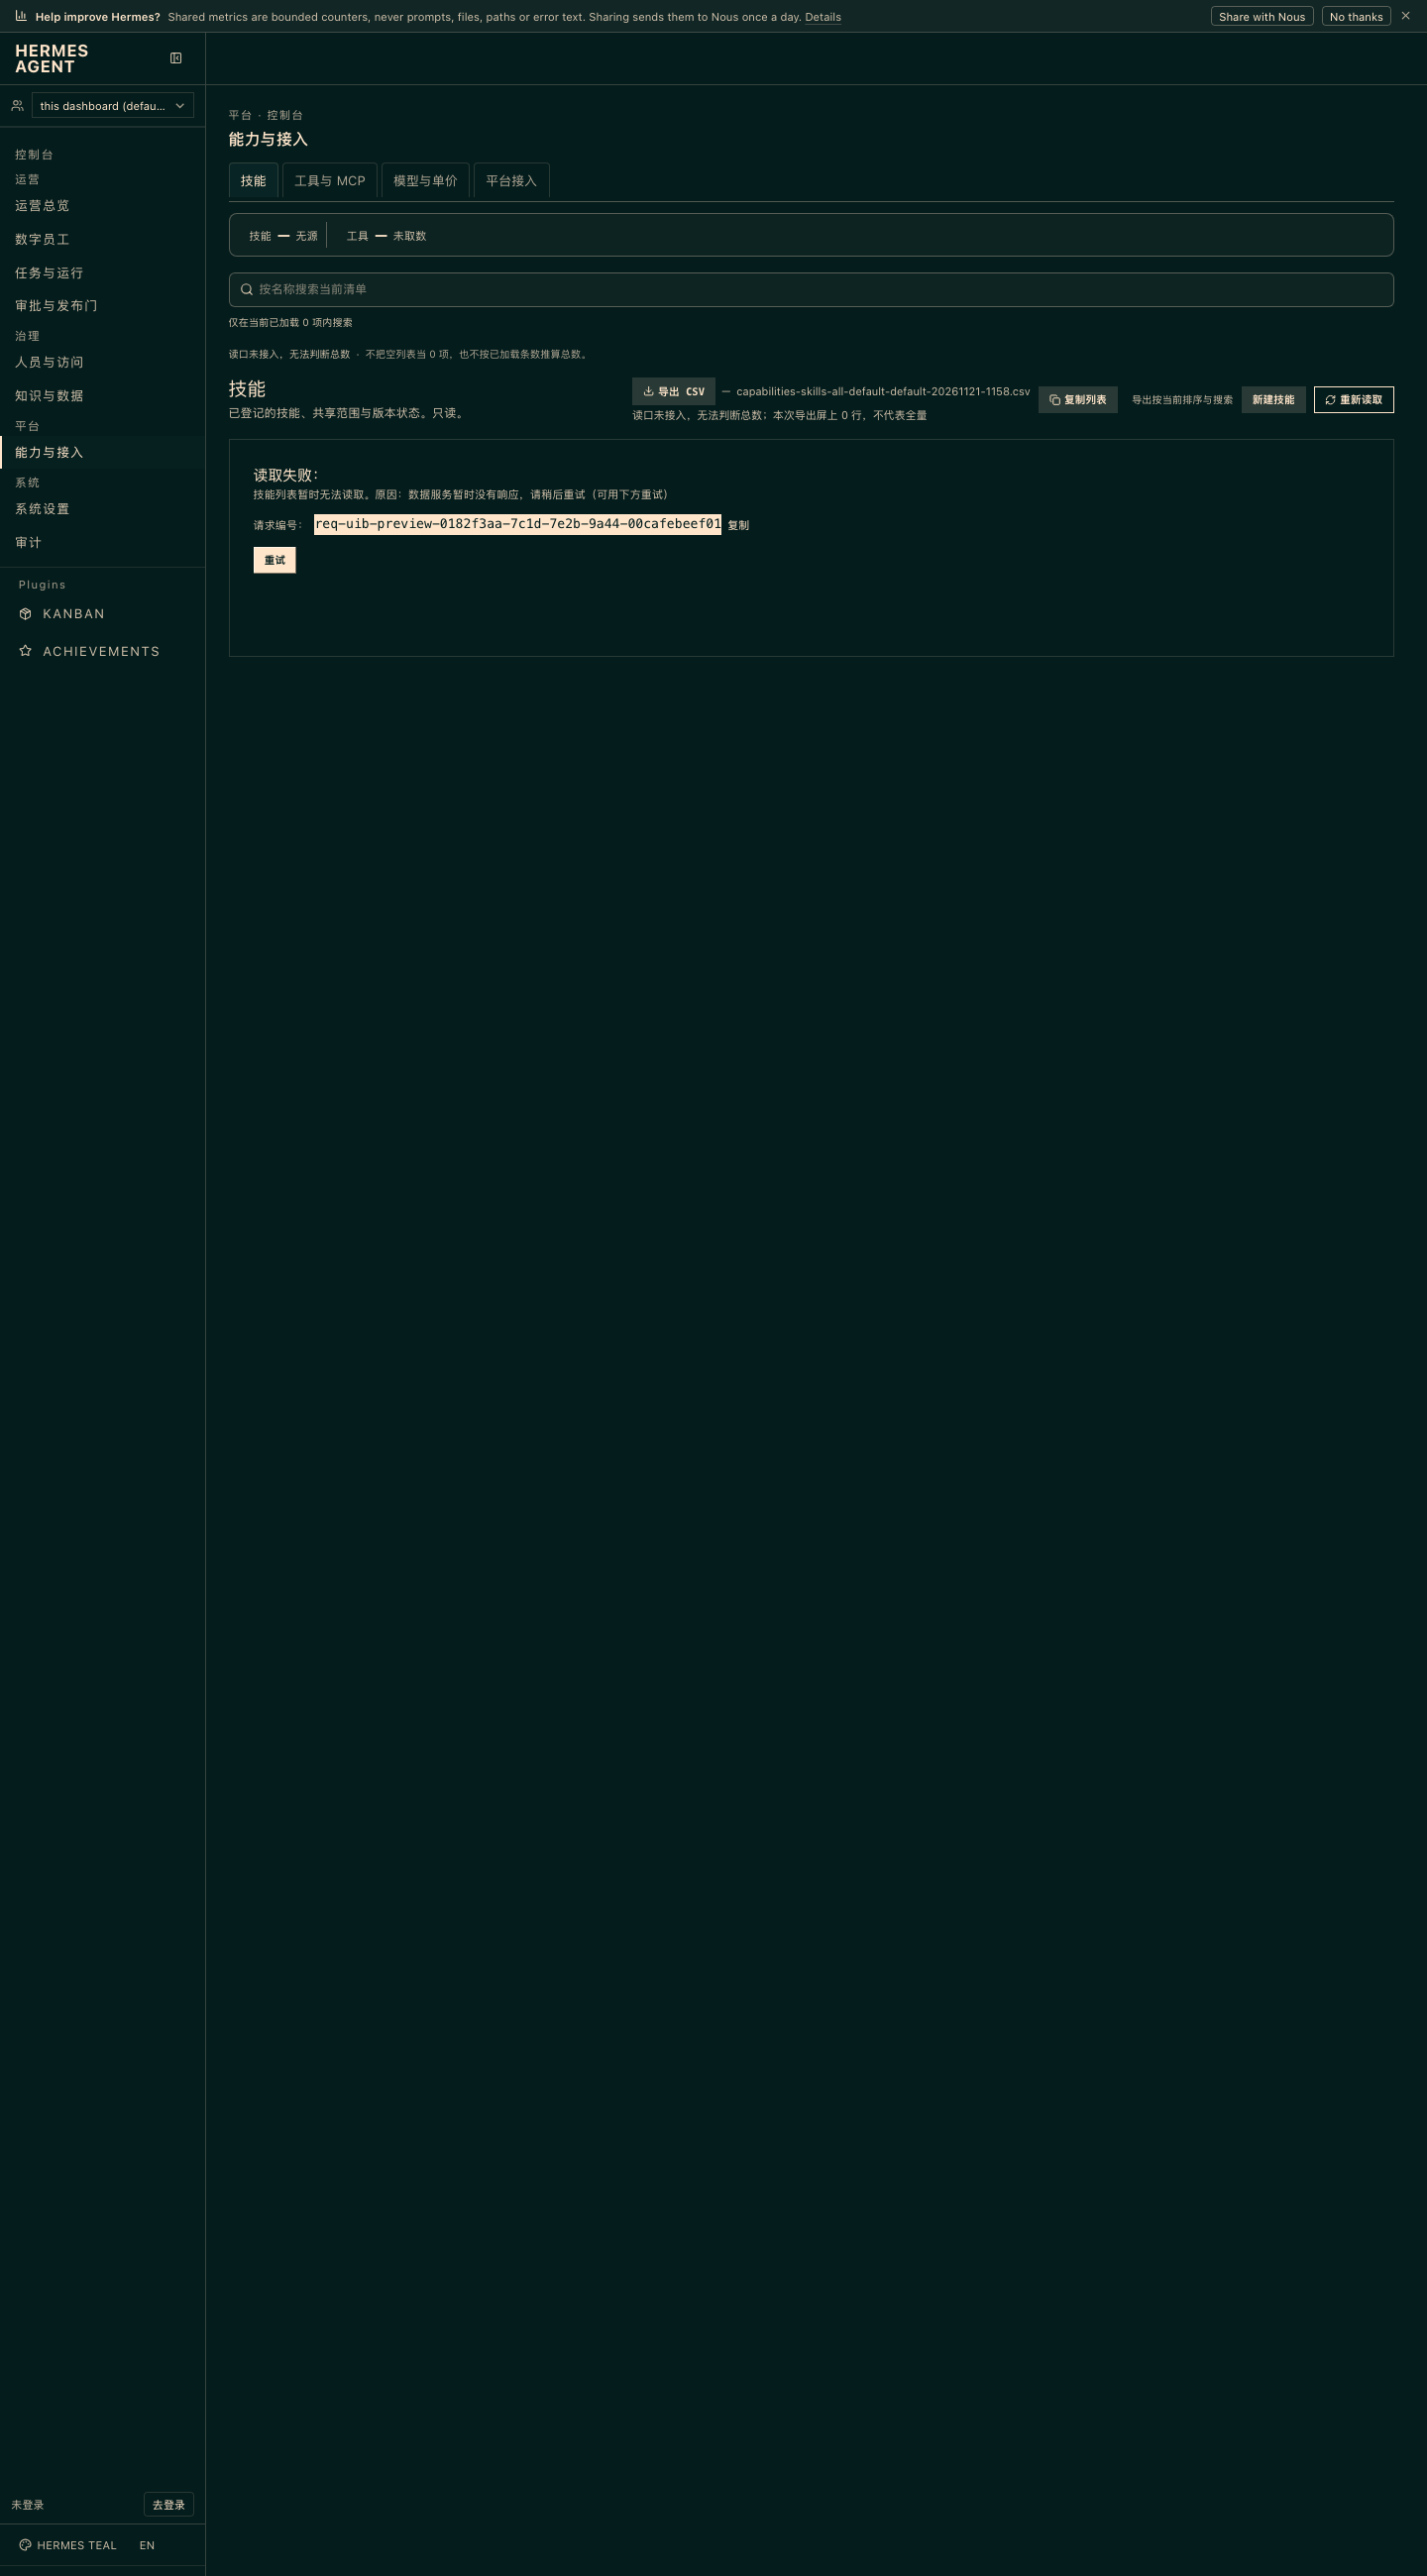 Help improve Hermes? Shared metrics are bounded counters, never prompts, files, paths or error text. Sharing sends them to Nous once a day. Details
Share with Nous
No thanks
HERMES
AGENT
this dashboard (defau...
控制台
运营
运营总览
数字员工
任务与运行
审批与发布门
治理
人员与访问
知识与数据
平台
能力与接入
系统
系统设置
审计
Plugins
KANBAN
ACHIEVEMENTS
未登录
去登录
HERMES TEAL
EN
平台 · 控制台
能力与接入
技能
工具与 MCP
模型与单价
平台接入
技能 — 无源
工具 — 未取数
按名称搜索当前清单
仅在当前已加载 0 项内搜索
读口未接入，无法判断总数 · 不把空列表当 0 项，也不按已加载条数推算总数。
技能
已登记的技能、共享范围与版本状态。只读。
导出 CSV — capabilities-skills-all-default-default-20261121-1158.csv
读口未接入，无法判断总数；本次导出屏上 0 行，不代表全量
复制列表
导出按当前排序与搜索
新建技能
重新读取
读取失败：
技能列表暂时无法读取。原因：数据服务暂时没有响应，请稍后重试（可用下方重试）
请求编号： req-uib-preview-0182f3aa-7c1d-7e2b-9a44-00cafebeef01 复制
重试